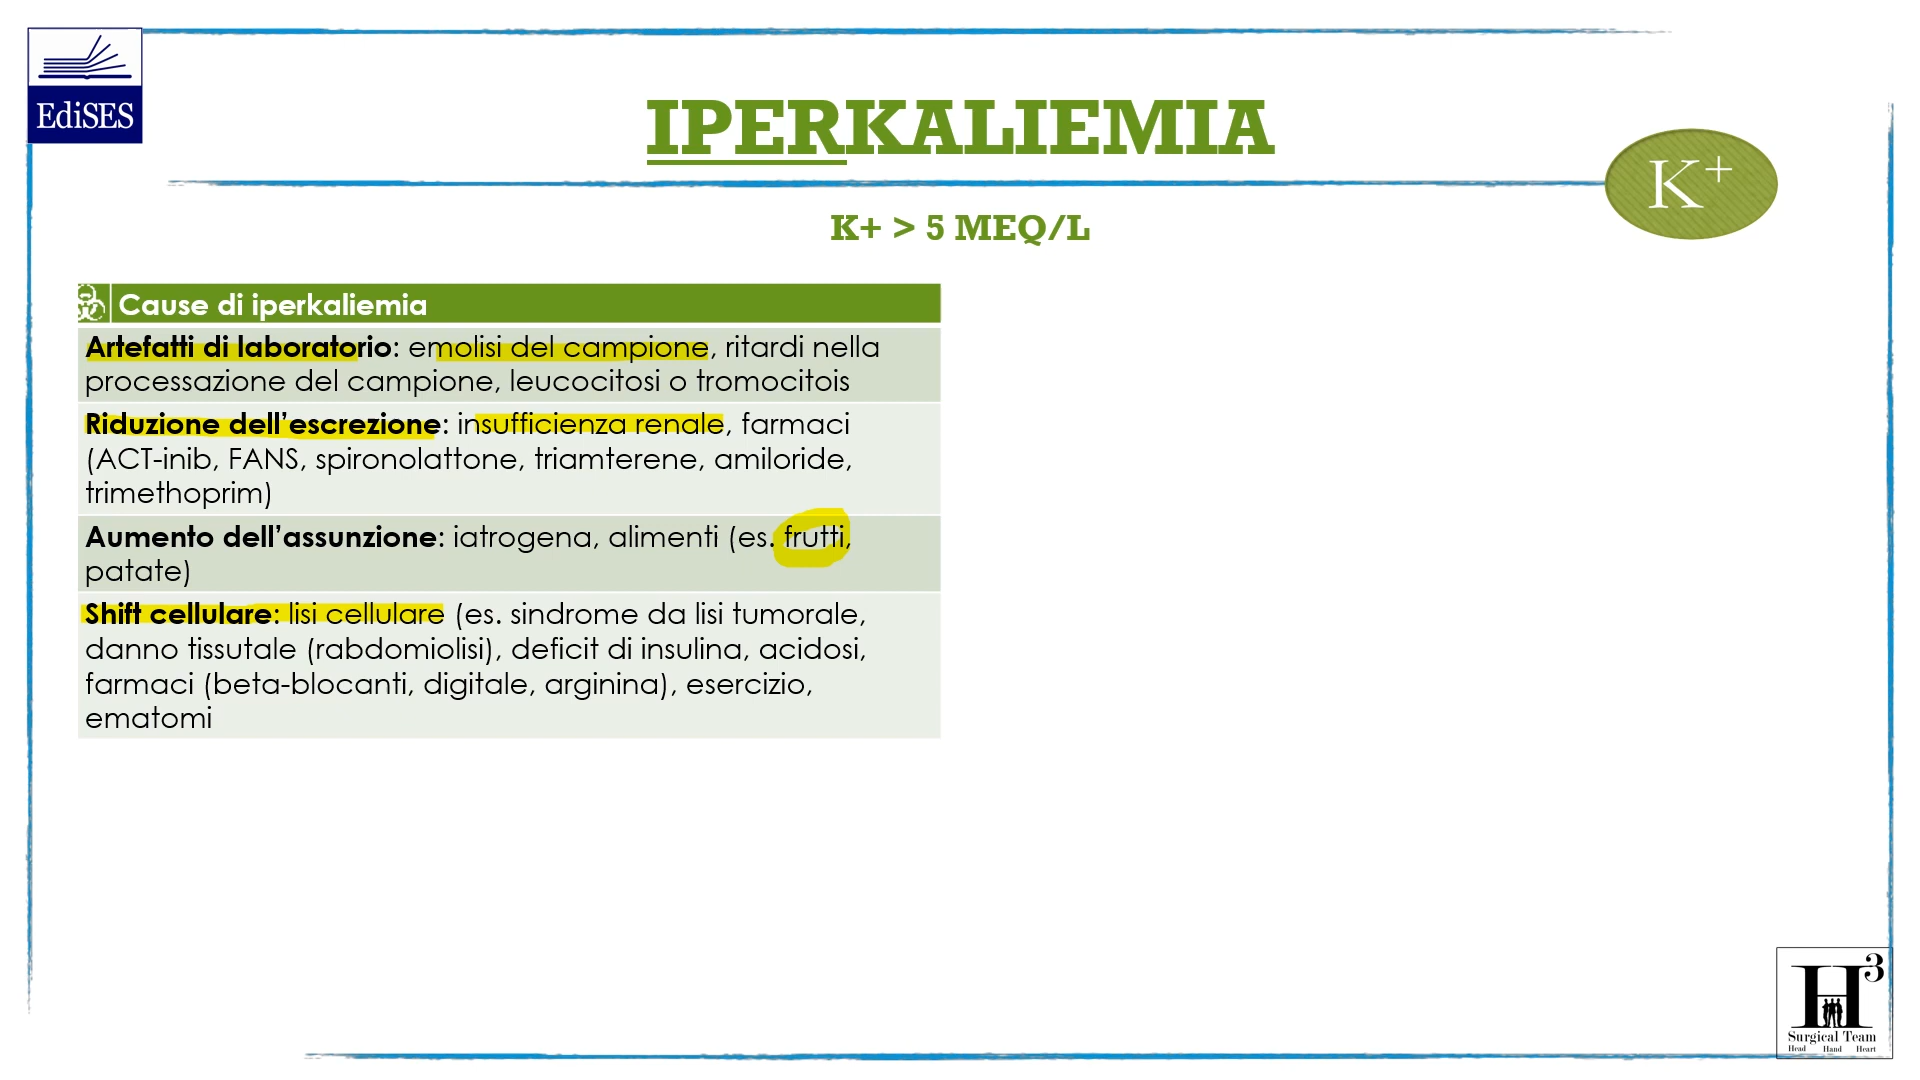 EdiSES
IPERKALIEMIA
K+
K+ > 5 MEQ/L
Cause di iperkaliemia
Artefatti di laboratorio: emolisi del campione, ritardi nella
processazione del campione, leucocitosi o tromocitois
Riduzione dell’escrezione: insufficienza renale, farmaci
(ACT-inib, FANS, spironolattone, triamterene, amiloride,
trimethoprim)
Aumento dell’assunzione: iatrogena, alimenti (es. frutti,
patate)
Shift cellulare: lisi cellulare (es. sindrome da lisi tumorale,
danno tissutale (rabdomiolisi), deficit di insulina, acidosi,
farmaci (beta-blocanti, digitale, arginina), esercizio,
ematomi
H3
Surgical Team
Head Hand Heart